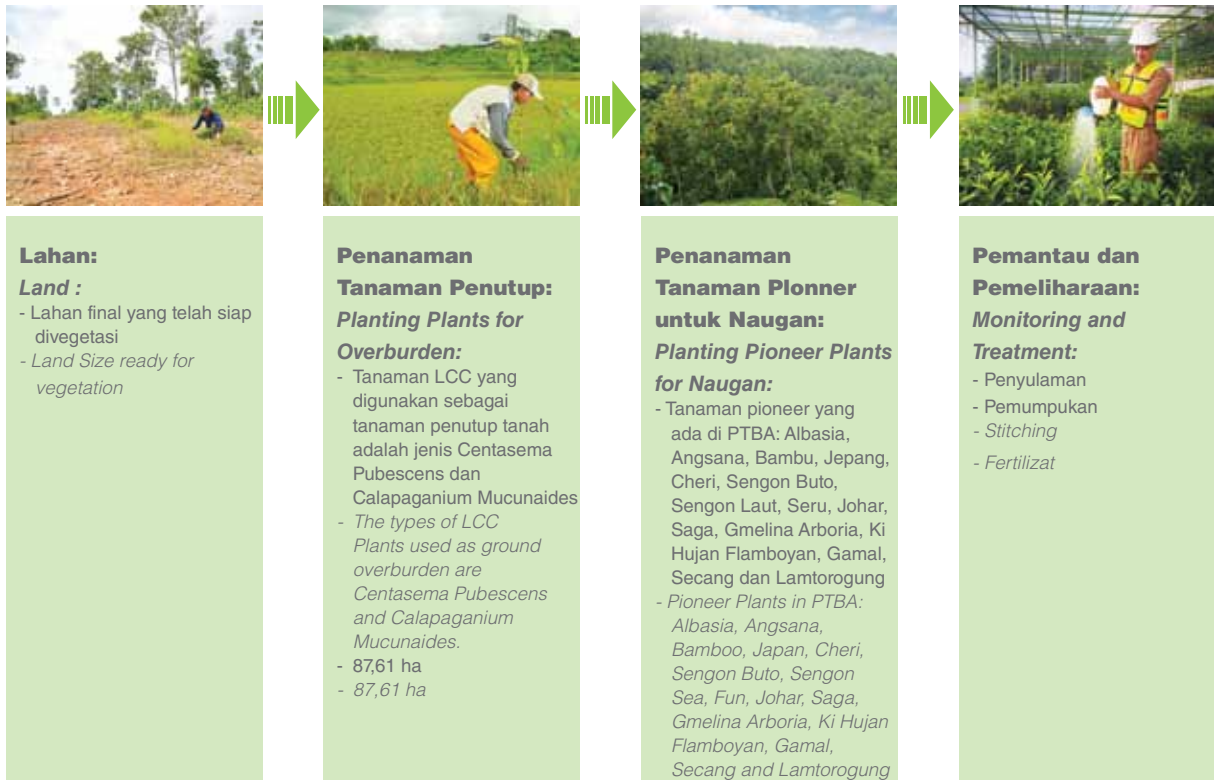 Lahan:
Land :
- Lahan final yang telah siap
divegetasi
- Land Size ready for
vegetation
Penanaman
Tanaman Penutup:
Planting Plants for
Overburden:
- Tanaman LCC yang
digunakan sebagai
tanaman penutup tanah
adalah jenis Centasema
Pubescens dan
Calapaganium Mucunaides
- The types of LCC
Plants used as ground
overburden are
Centasema Pubescens
and Calapaganium
Mucunaides.
- 87,61 ha
- 87,61 ha
Penanaman
Tanaman Plonner
untuk Naugan:
Planting Pioneer Plants
for Naugan:
- Tanaman pioneer yang
ada di PTBA: Albasia,
Angsana, Bambu, Jepang,
Cheri, Sengon Buto,
Sengon Laut, Seru, Johar,
Saga, Gmelina Arboria, Ki
Hujan Flamboyan, Gamal,
Secang dan Lamtorogung
- Pioneer Plants in PTBA:
Albasia, Angsana,
Bamboo, Japan, Cheri,
Sengon Buto, Sengon
Sea, Fun, Johar, Saga,
Gmelina Arboria, Ki Hujan
Flamboyan, Gamal,
Secang and Lamtorogung
Pemantau dan
Pemeliharaan:
Monitoring and
Treatment:
- Penyulaman
- Pemumpukan
- Stitching
- Fertilizat